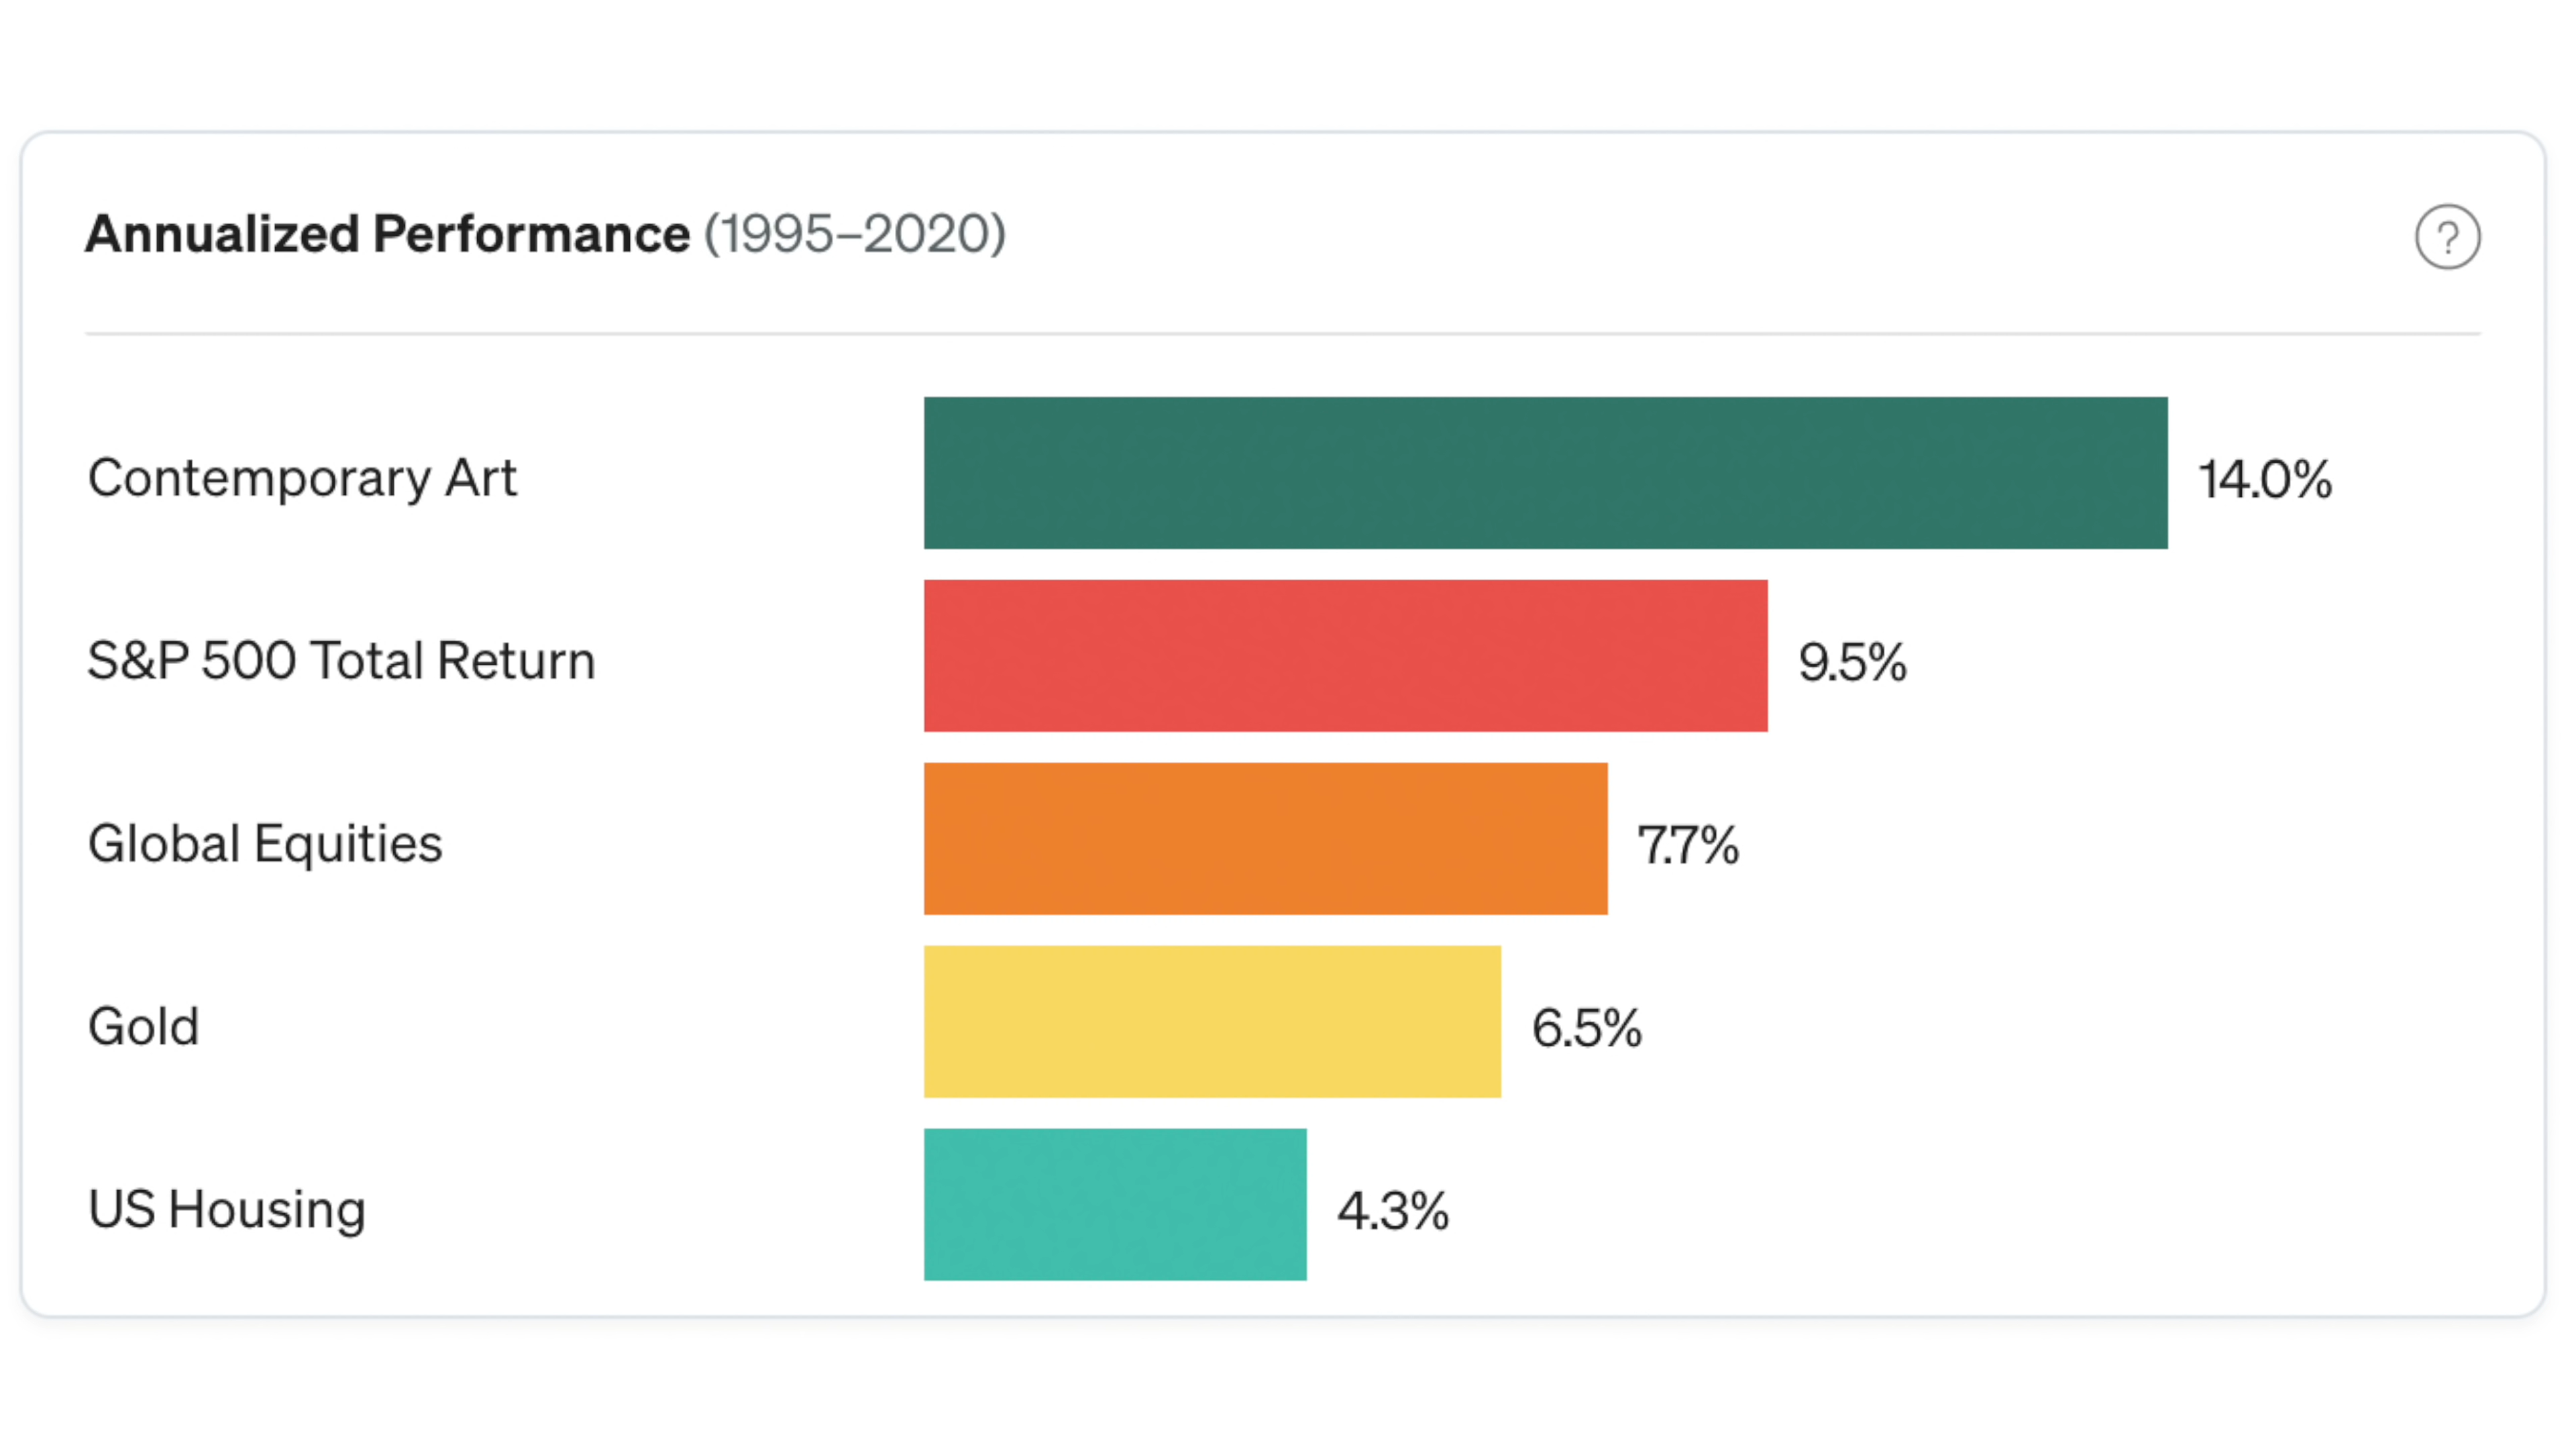 Annualized Performance (1995–2020)
?
Contemporary Art 14.0%
S&P 500 Total Return 9.5%
Global Equities 7.7%
Gold 6.5%
US Housing 4.3%